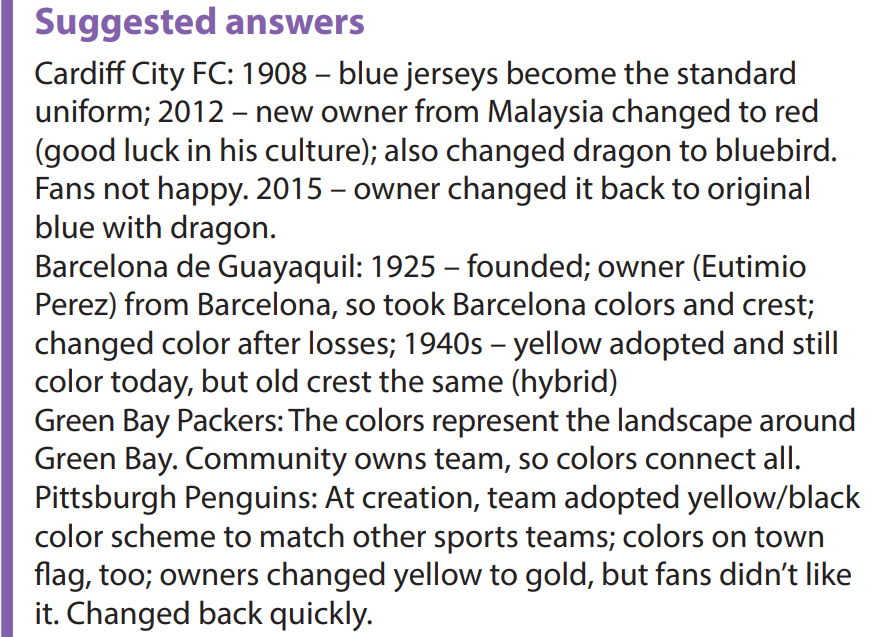 Suggested answers
Cardiff City FC: 1908 – blue jerseys become the standard
uniform; 2012 – new owner from Malaysia changed to red
(good luck in his culture); also changed dragon to bluebird.
Fans not happy. 2015 – owner changed it back to original
blue with dragon.
Barcelona de Guayaquil: 1925 – founded; owner (Eutimio
Perez) from Barcelona, so took Barcelona colors and crest;
changed color after losses; 1940s – yellow adopted and still
color today, but old crest the same (hybrid)
Green Bay Packers: The colors represent the landscape around
Green Bay. Community owns team, so colors connect all.
Pittsburgh Penguins: At creation, team adopted yellow/black
color scheme to match other sports teams; colors on town
flag, too; owners changed yellow to gold, but fans didn’t like
it. Changed back quickly.